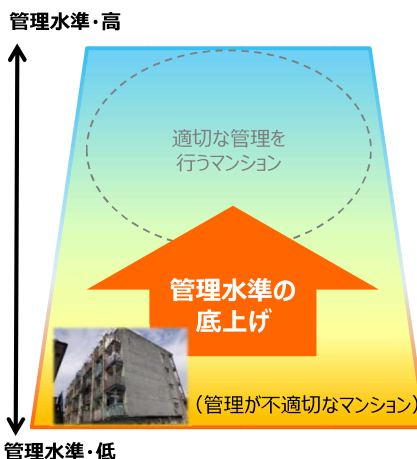 管理水準・高
適切な管理を
行うマンション
管理水準の
底上げ
(管理が不適切なマンション)
管理水準・低